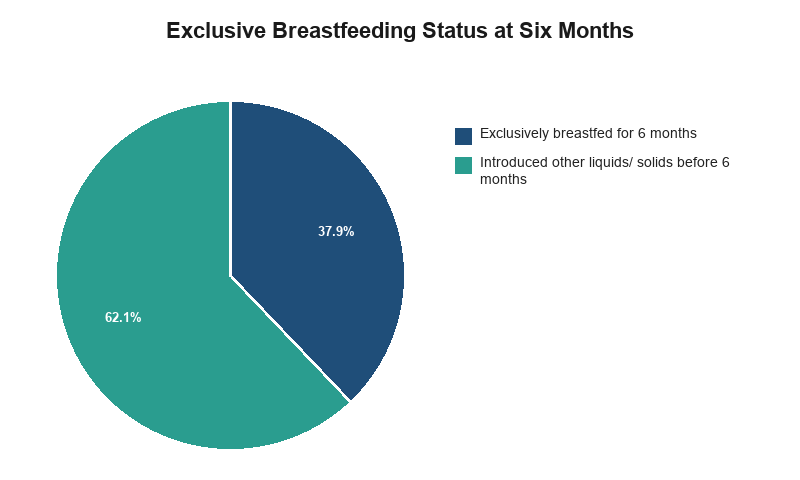 Exclusive Breastfeeding Status at Six Months
Exclusively breastfed for 6 months
Introduced other liquids/ solids before 6
months
37.9%
62.1%